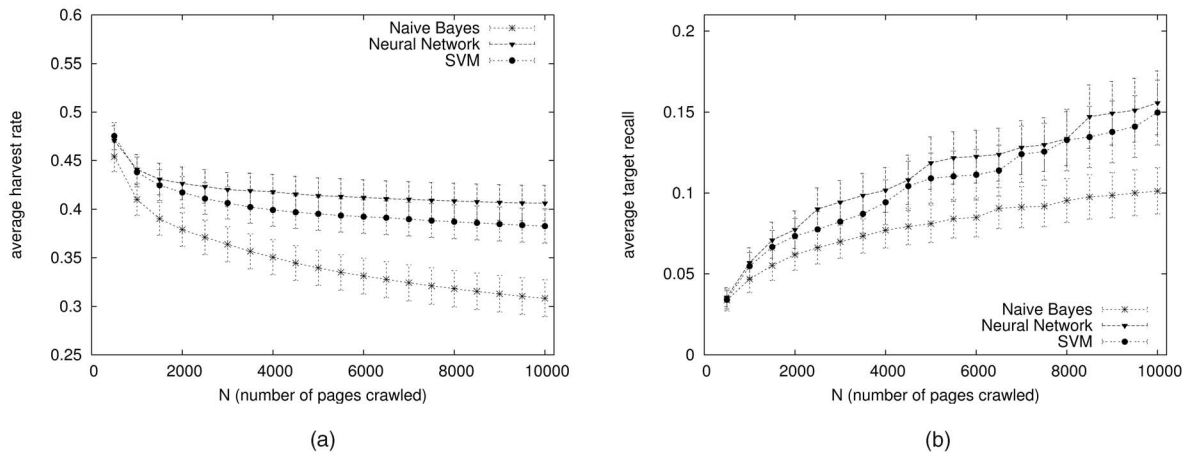 0.6
0.55
0.5
0.45
0.4
0.35
0.3
0.25
average harvest rate
Naive Bayes
Neural Network
SVM
0 2000 4000 6000 8000 10000
N (number of pages crawled)
(a)
0.2
0.15
0.1
0.05
0
average target recall
Naive Bayes
Neural Network
SVM
0 2000 4000 6000 8000 10000
N (number of pages crawled)
(b)